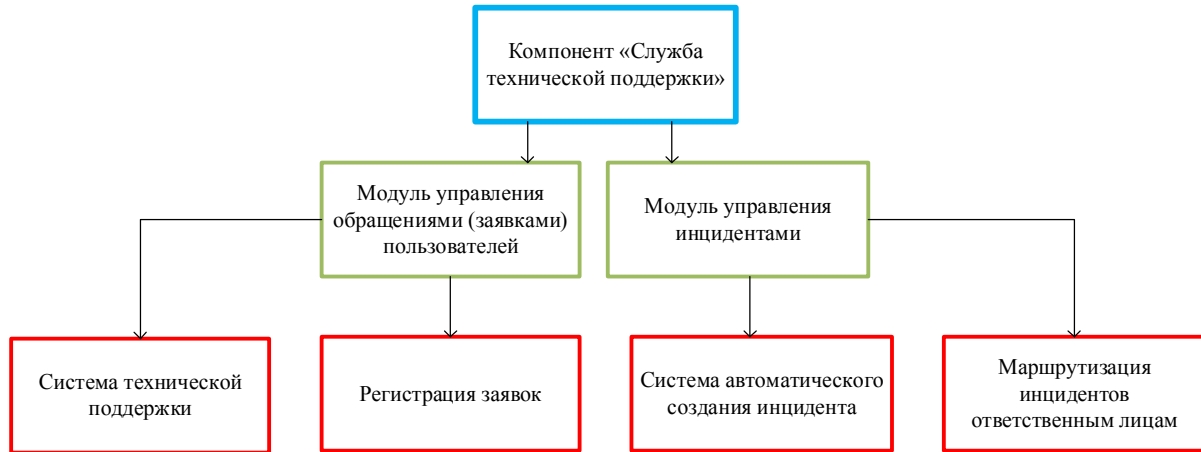 Компонент «Служба
технической поддержки»
Модуль управления
обращениями (заявками)
пользователей
Модуль управления
инцидентами
Система технической
поддержки
Регистрация заявок
Система автоматического
создания инцидента
Маршрутизация
инцидентов
ответственным лицам